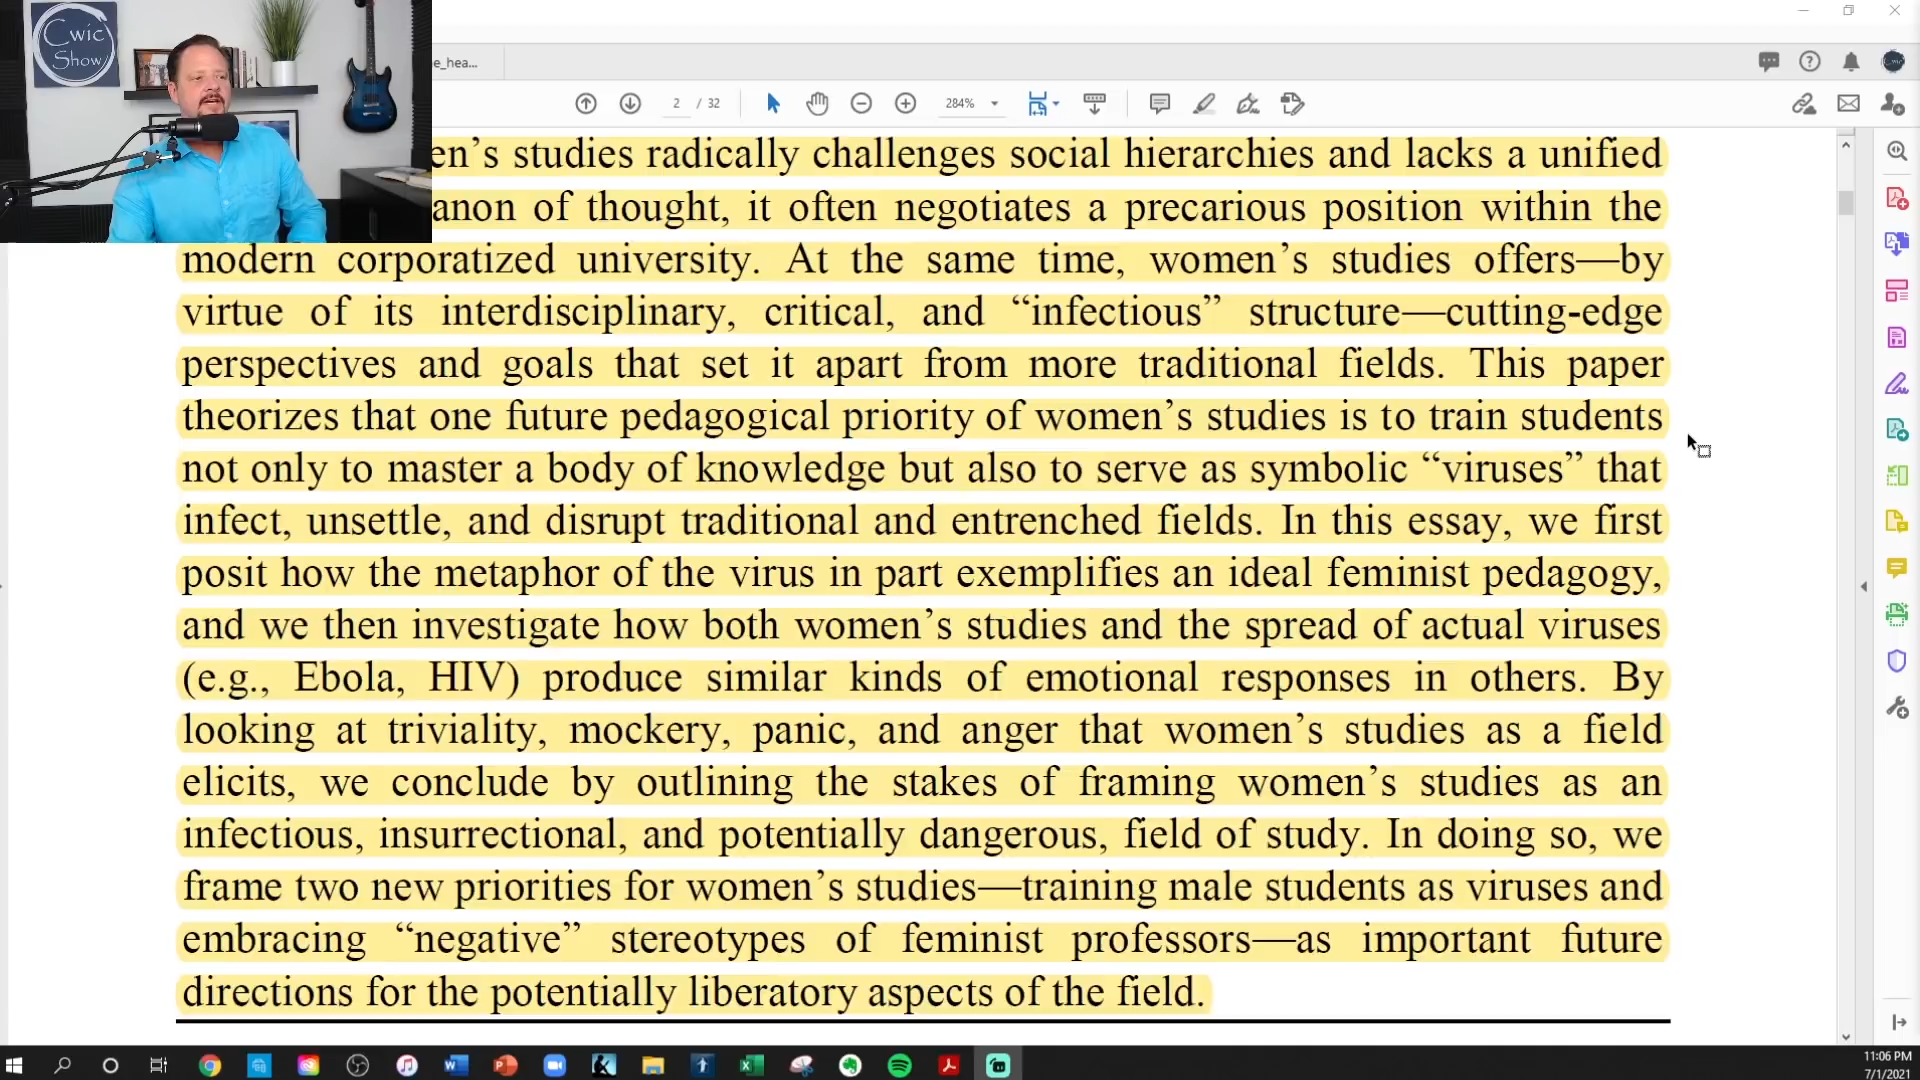 Cwic
Show
e_hea...
2 / 32
284%
en’s studies radically challenges social hierarchies and lacks a unified
anon of thought, it often negotiates a precarious position within the
modern corporatized university. At the same time, women’s studies offers—by
virtue of its interdisciplinary, critical, and “infectious” structure—cutting-edge
perspectives and goals that set it apart from more traditional fields. This paper
theorizes that one future pedagogical priority of women’s studies is to train students
not only to master a body of knowledge but also to serve as symbolic “viruses” that
infect, unsettle, and disrupt traditional and entrenched fields. In this essay, we first
posit how the metaphor of the virus in part exemplifies an ideal feminist pedagogy,
and we then investigate how both women’s studies and the spread of actual viruses
(e.g., Ebola, HIV) produce similar kinds of emotional responses in others. By
looking at triviality, mockery, panic, and anger that women’s studies as a field
elicits, we conclude by outlining the stakes of framing women’s studies as an
infectious, insurrectional, and potentially dangerous, field of study. In doing so, we
frame two new priorities for women’s studies—training male students as viruses and
embracing “negative” stereotypes of feminist professors—as important future
directions for the potentially liberatory aspects of the field.
11:06 PM
7/1/2021